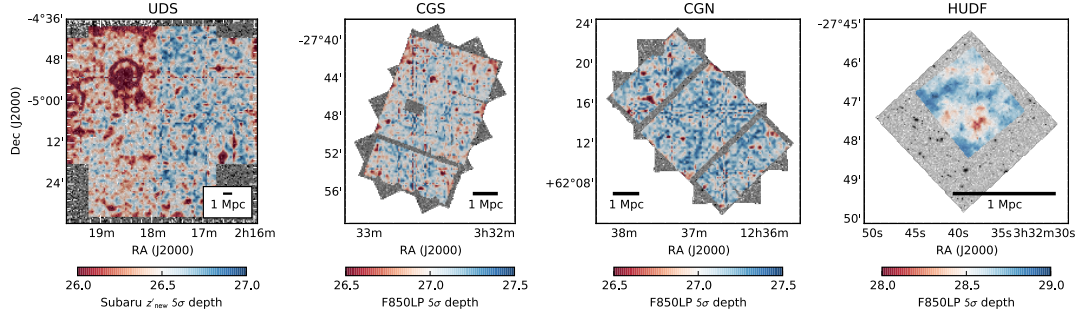 UDS
−4°36'
48'
−5°00'
12'
24'
Dec (J2000)
1 Mpc
19m 18m 17m 2h16m
RA (J2000)
26.0 26.5 27.0
Subaru z'new 5σ depth
CGS
−27°40'
44'
48'
52'
56'
1 Mpc
33m 3h32m
RA (J2000)
26.5 27.0 27.5
F850LP 5σ depth
CGN
24'
20'
16'
12'
+62°08'
1 Mpc
38m 37m 12h36m
RA (J2000)
26.5 27.0 27.5
F850LP 5σ depth
HUDF
−27°45'
46'
47'
48'
49'
50'
1 Mpc
50s 45s 40s 35s 3h32m30s
RA (J2000)
28.0 28.5 29.0
F850LP 5σ depth